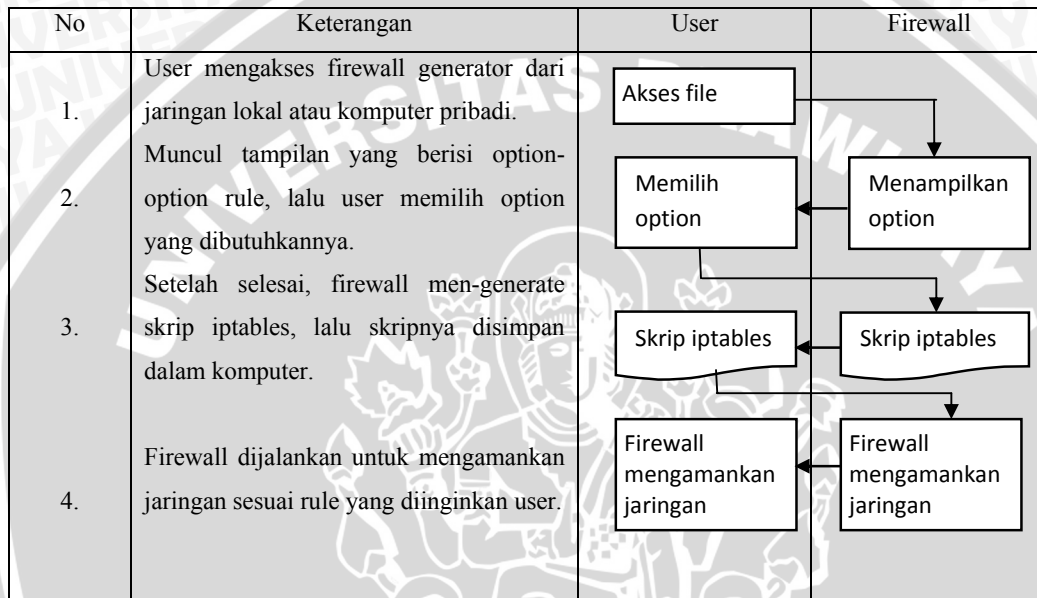 No Keterangan User Firewall
1.
User mengakses firewall generator dari
jaringan lokal atau komputer pribadi.
Akses file
2.
Muncul tampilan yang berisi option-
option rule, lalu user memilih option
yang dibutuhkannya.
Memilih
option
Menampilkan
option
3.
Setelah selesai, firewall men-generate
skrip iptables, lalu skripnya disimpan
dalam komputer.
Skrip iptables
Skrip iptables
4.
Firewall dijalankan untuk mengamankan
jaringan sesuai rule yang diinginkan user.
Firewall
mengamankan
jaringan
Firewall
mengamankan
jaringan